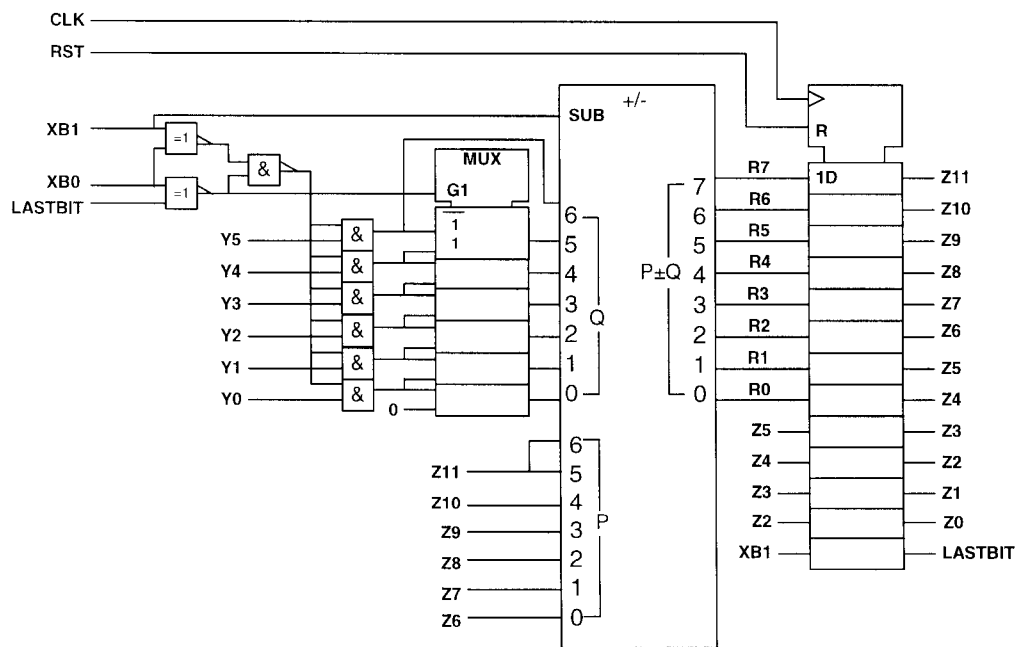 CLK
RST
+/-
SUB
XB1
=1
R
&
MUX
XB0
=1
G1
LASTBIT
1
1
Y5
&
Y4
&
Y3
&
Y2
&
Y1
&
Y0
&
0
6
5
4
3
2
1
0
Q
P±Q
7
6
5
4
3
2
1
0
R7
R6
R5
R4
R3
R2
R1
R0
1D
Z11
Z10
Z9
Z8
Z7
Z6
Z5
Z4
Z5
Z3
Z4
Z2
Z3
Z1
Z2
Z0
XB1
LASTBIT
Z11
Z10
Z9
Z8
Z7
Z6
6
5
4
3
2
1
0
P